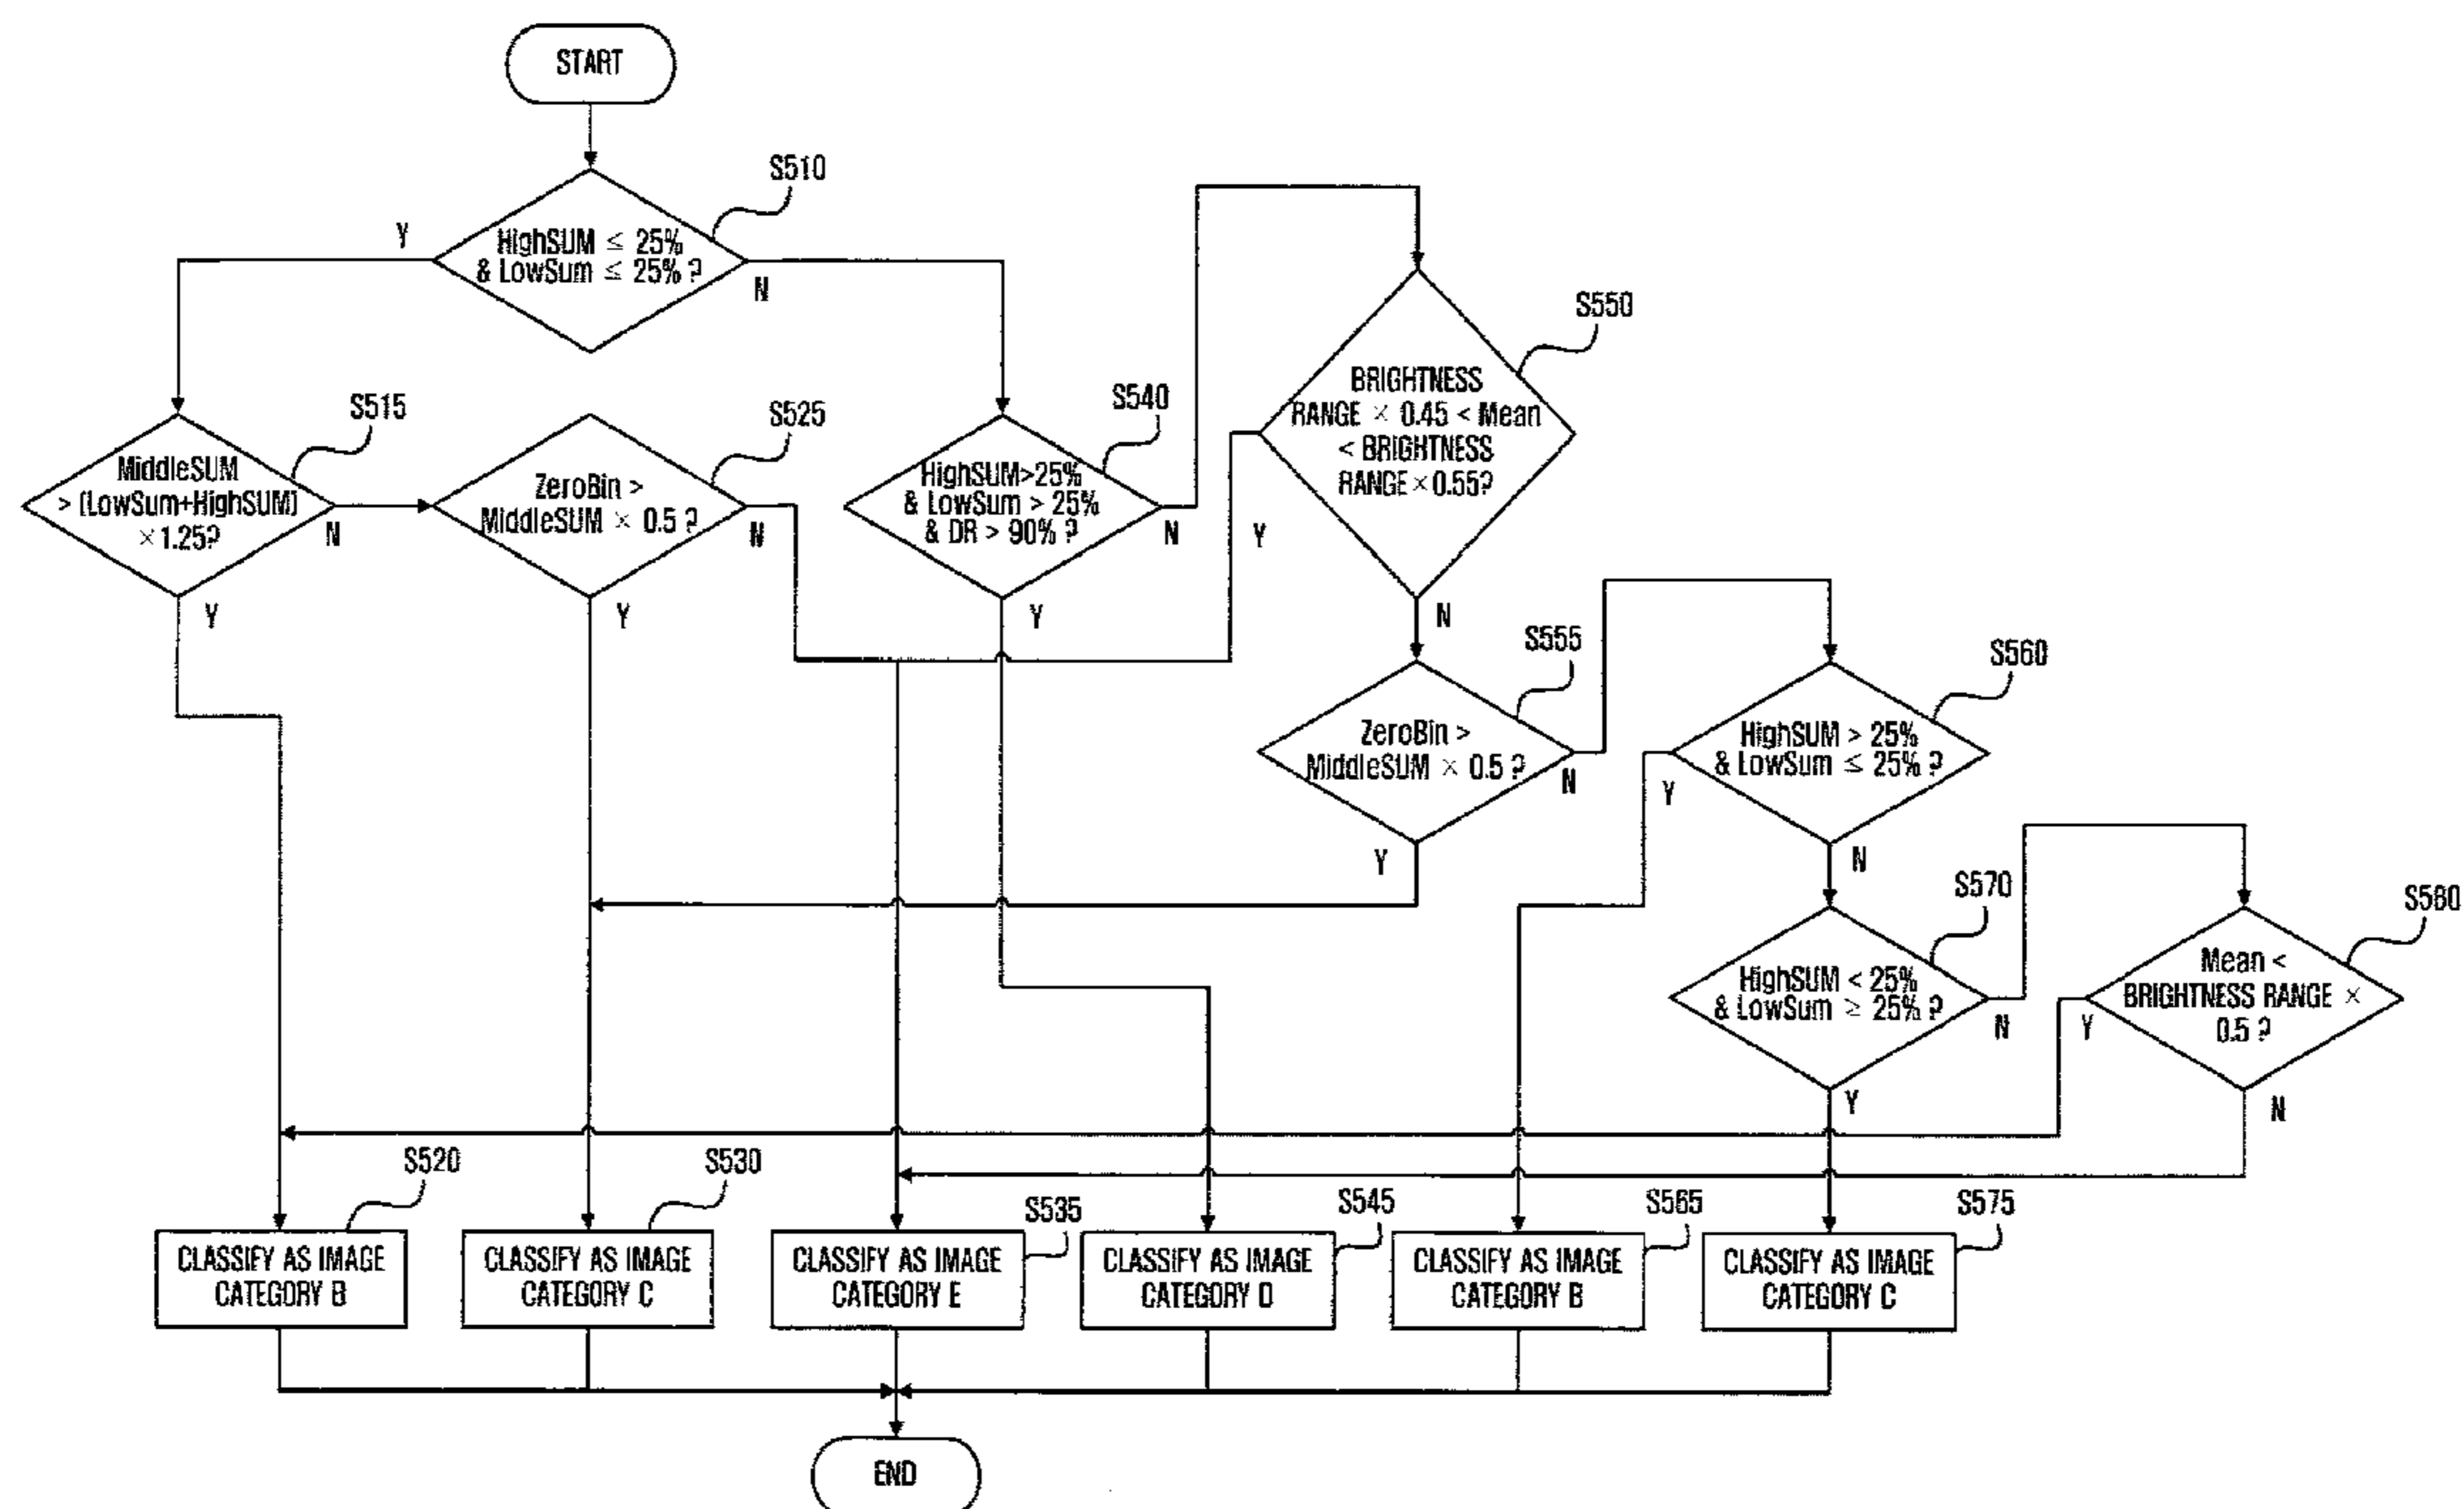 START
S510
HighSUM ≤ 25%
& LowSum ≤ 25% ?
Y
N
S515
MiddleSUM
> (LowSum+HighSUM)
×1.25?
N
Y
S525
ZeroBin >
MiddleSUM × 0.5 ?
N
Y
S540
HighSUM>25%
& LowSum > 25%
& DR > 90% ?
N
Y
S550
BRIGHTNESS
RANGE × 0.45 < Mean
< BRIGHTNESS
RANGE×0.55?
Y
N
S555
ZeroBin >
MiddleSUM × 0.5 ?
N
Y
S560
HighSUM > 25%
& LowSum ≤ 25% ?
Y
N
S570
HighSUM < 25%
& LowSum ≥ 25% ?
N
Y
S580
Mean <
BRIGHTNESS RANGE ×
0.5 ?
Y
N
S520
CLASSIFY AS IMAGE
CATEGORY B
S530
CLASSIFY AS IMAGE
CATEGORY C
S535
CLASSIFY AS IMAGE
CATEGORY E
S545
CLASSIFY AS IMAGE
CATEGORY D
S565
CLASSIFY AS IMAGE
CATEGORY B
S575
CLASSIFY AS IMAGE
CATEGORY C
END